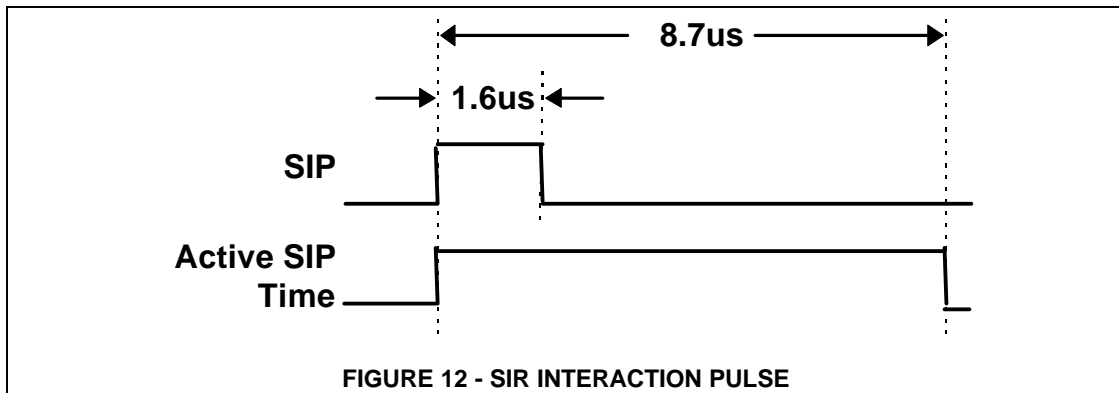 8.7us
1.6us
SIP
Active SIP
Time
FIGURE 12 - SIR INTERACTION PULSE